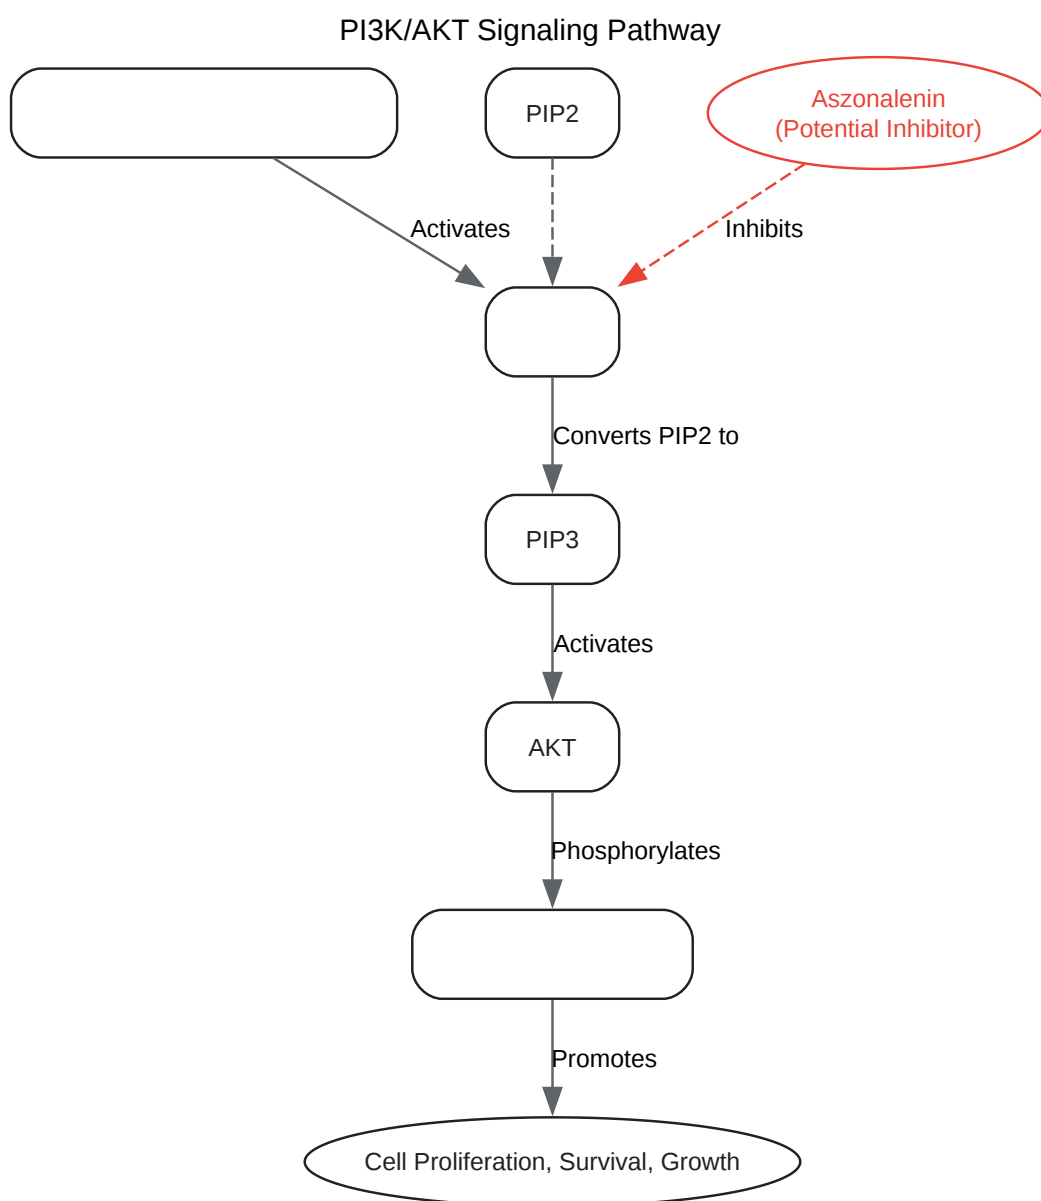 PI3K/AKT Signaling Pathway
PIP2
Aszonalenin
(Potential Inhibitor)
Activates
Inhibits
Converts PIP2 to
PIP3
Activates
AKT
Phosphorylates
Promotes
Cell Proliferation, Survival, Growth